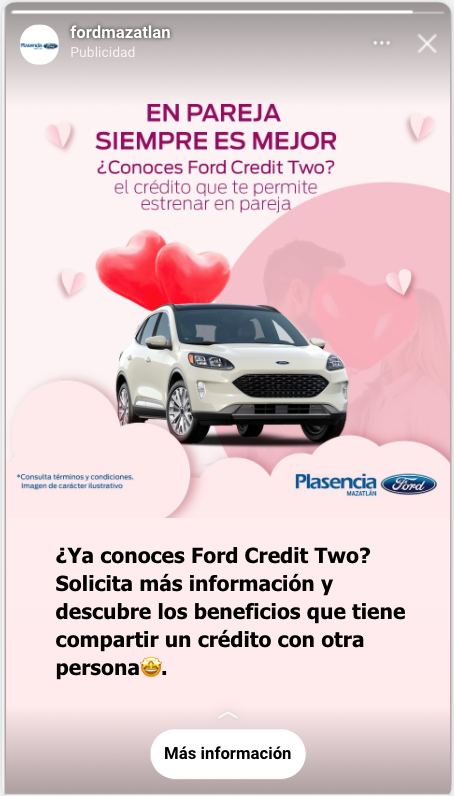 fordmazatlan
Publicidad
EN PAREJA
SIEMPRE ES MEJOR
¿Conoces Ford Credit Two?
el crédito que te permite
estrenar en pareja
*Consulta términos y condiciones.
Imagen de carácter ilustrativo
Plasencia Ford
MAZATLÁN
¿Ya conoces Ford Credit Two?
Solicita más información y
descubre los beneficios que tiene
compartir un crédito con otra
persona🤩.
Más información